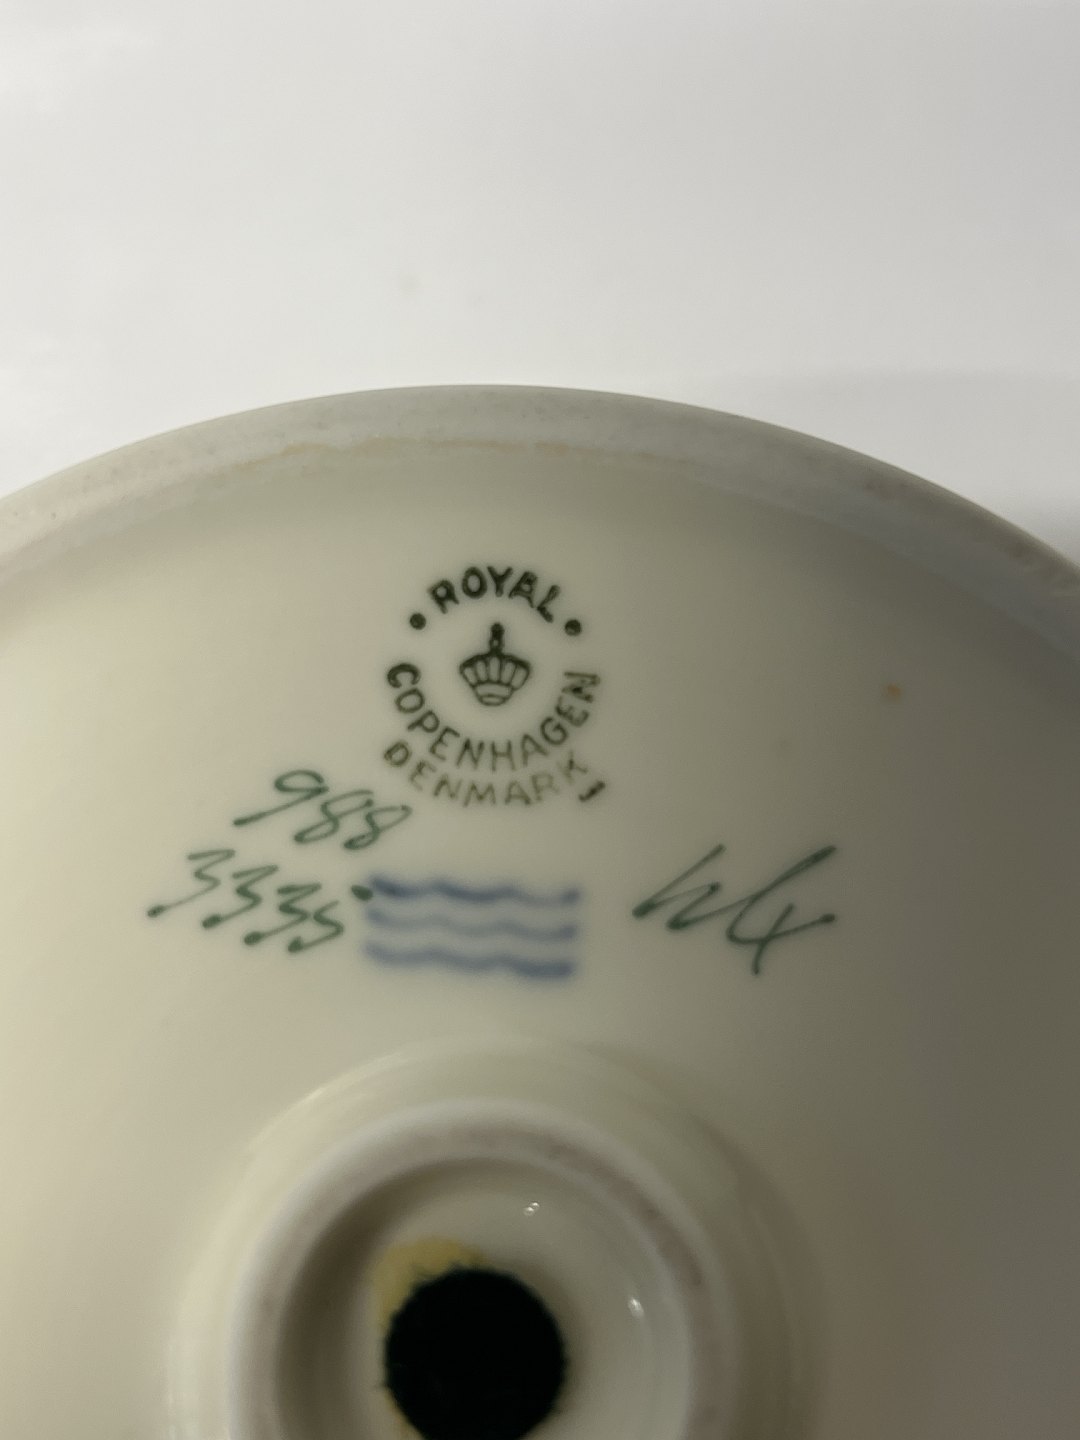 • ROYAL •
COPENHAGEN
DENMARK
988
3335